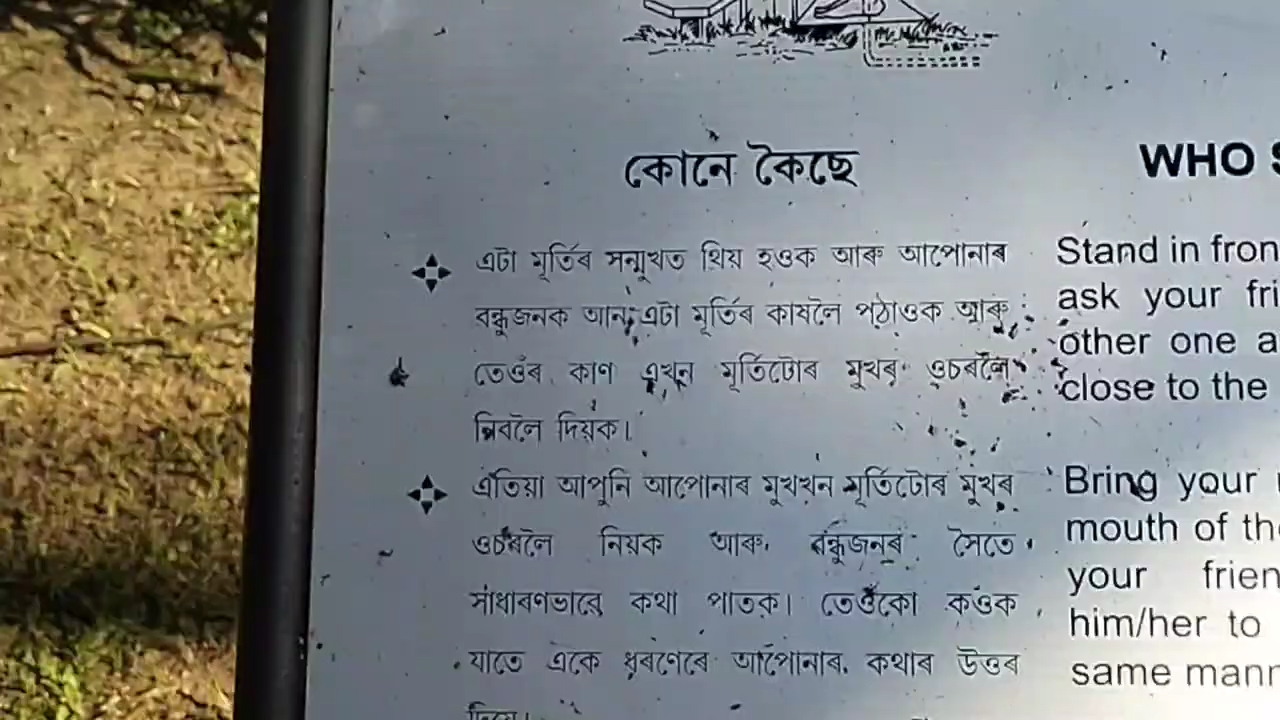 কোনে কৈছে
এটা মূৰ্তিৰ সন্মুখত থিয় হওক আৰু আপোনাৰ
বন্ধুজনক আন এটা মূৰ্তিৰ কাষলৈ পঠাওক আৰু
তেওঁৰ কাণ এখন মূৰ্তিটোৰ মুখৰ ওচৰলৈ
নিবলৈ দিয়ক।
এতিয়া আপুনি আপোনাৰ মুখখন মূৰ্তিটোৰ মুখৰ
ওচৰলৈ নিয়ক আৰু বন্ধুজনৰ সৈতে
সাধাৰণভাৱে কথা পাতক। তেওঁকো কওক
যাতে একে ধৰণেৰে আপোনাৰ কথাৰ উত্তৰ
দিয়ে।
WHO
Stand in fron
ask your fri
other one a
close to the
Bring your
mouth of the
your frien
him/her to
same mann